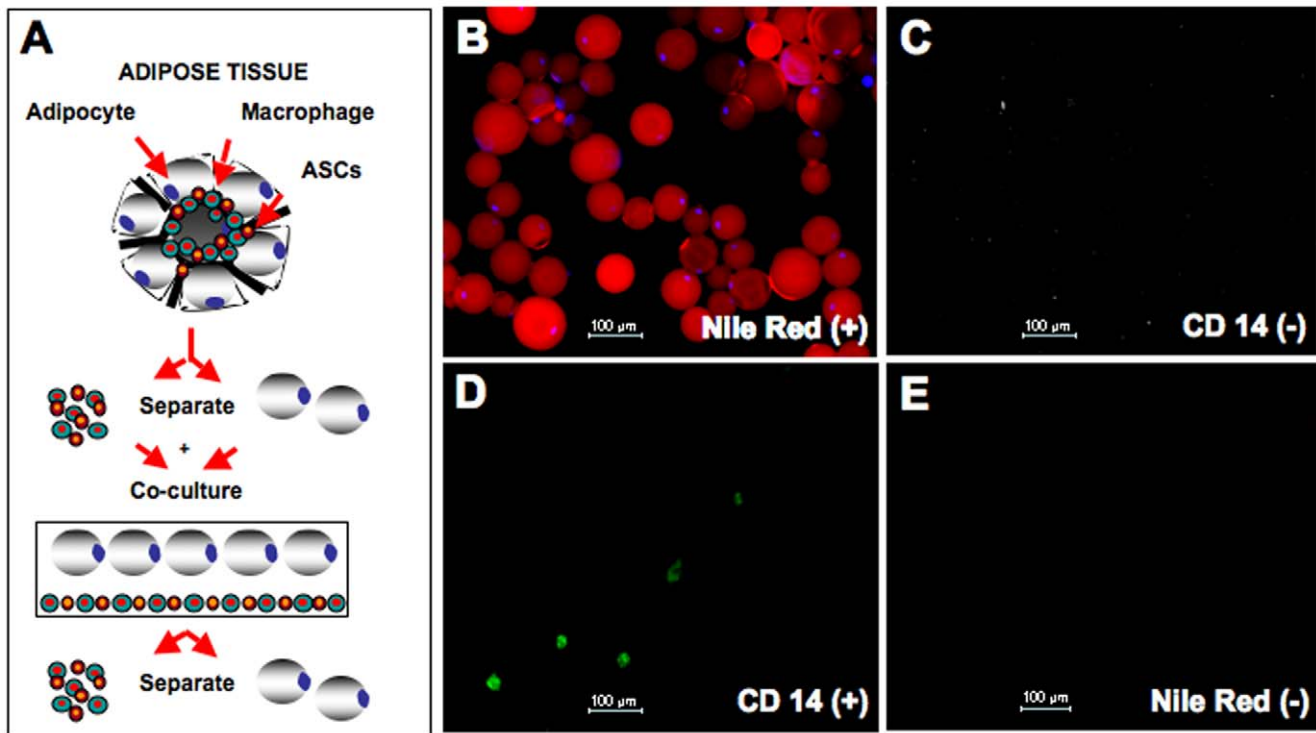 A
ADIPOSE TISSUE
Adipocyte
Macrophage
ASCs
Separate
+
Co-culture
Separate
B
100 µm
Nile Red (+)
C
100 µm
CD 14 (-)
D
100 µm
CD 14 (+)
E
100 µm
Nile Red (-)